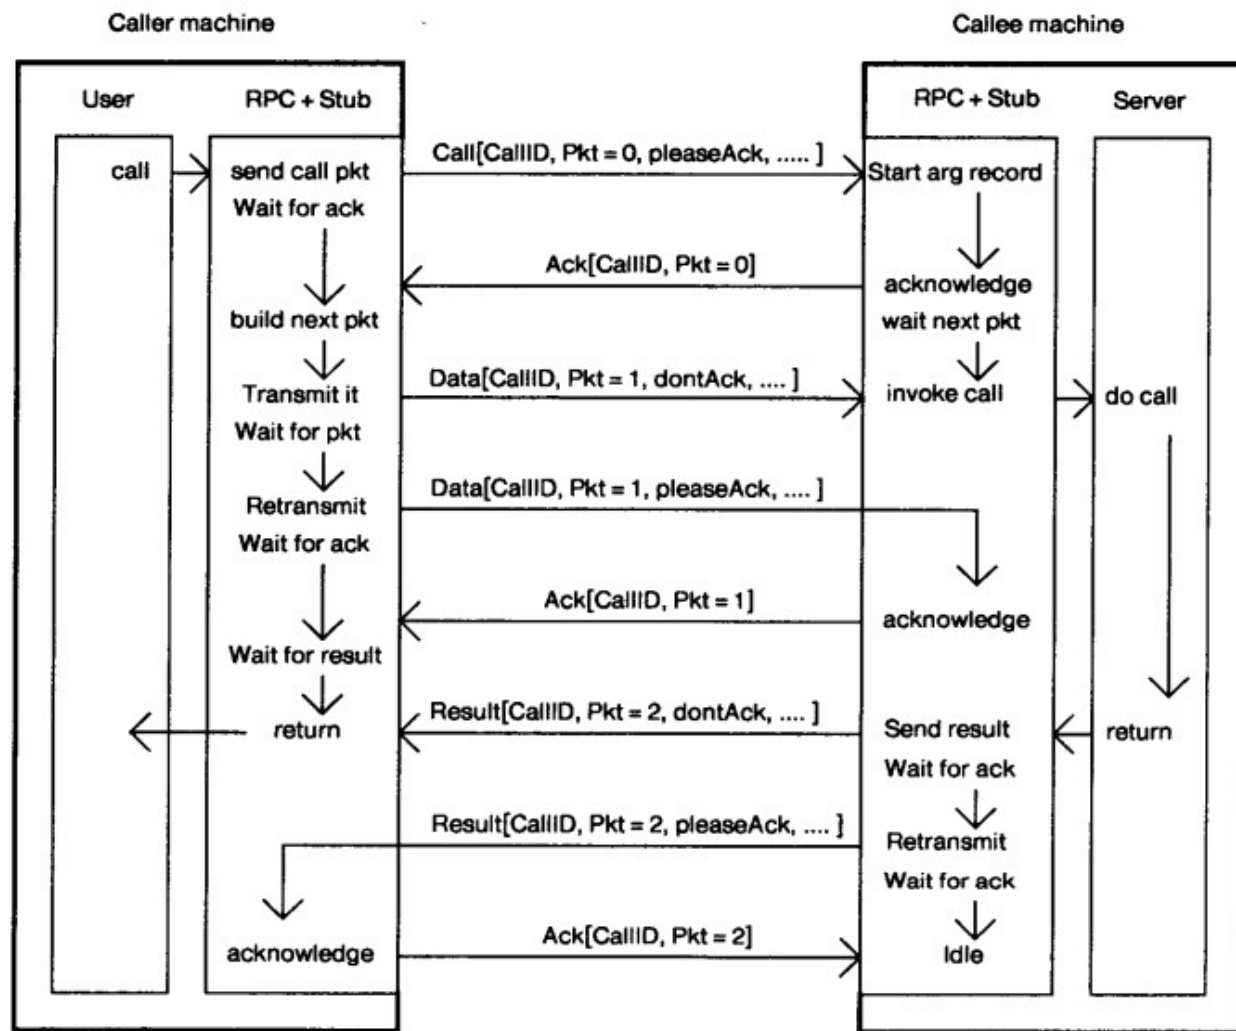 Caller machine
Callee machine
User
RPC + Stub
RPC + Stub
Server
call
send call pkt
Call[CallID, Pkt = 0, pleaseAck, ..... ]
Start arg record
Wait for ack
Ack[CallID, Pkt = 0]
acknowledge
build next pkt
wait next pkt
Data[CallID, Pkt = 1, dontAck, .... ]
Transmit it
invoke call
do call
Wait for pkt
Data[CallID, Pkt = 1, pleaseAck, .... ]
Retransmit
Wait for ack
Ack[CallID, Pkt = 1]
acknowledge
Wait for result
Result[CallID, Pkt = 2, dontAck, .... ]
return
Send result
return
Wait for ack
Result[CallID, Pkt = 2, pleaseAck, .... ]
Retransmit
Wait for ack
Ack[CallID, Pkt = 2]
acknowledge
Idle